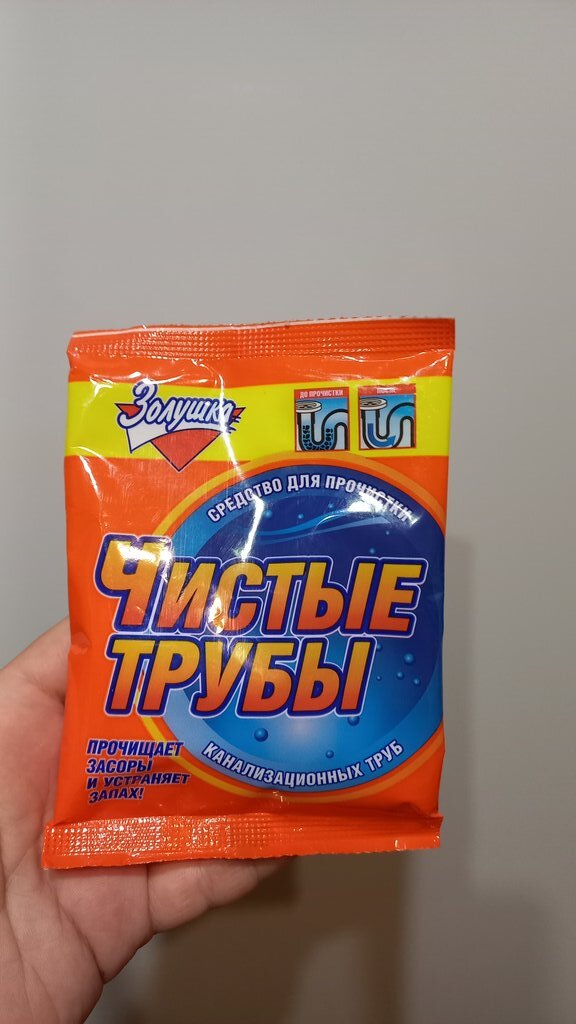 Золушка
ДО ПРОЧИСТКИ
СРЕДСТВО ДЛЯ ПРОЧИСТКИ
ЧИСТЫЕ
ТРУБЫ
КАНАЛИЗАЦИОННЫХ ТРУБ
ПРОЧИЩАЕТ
ЗАСОРЫ
И УСТРАНЯЕТ
ЗАПАХ!